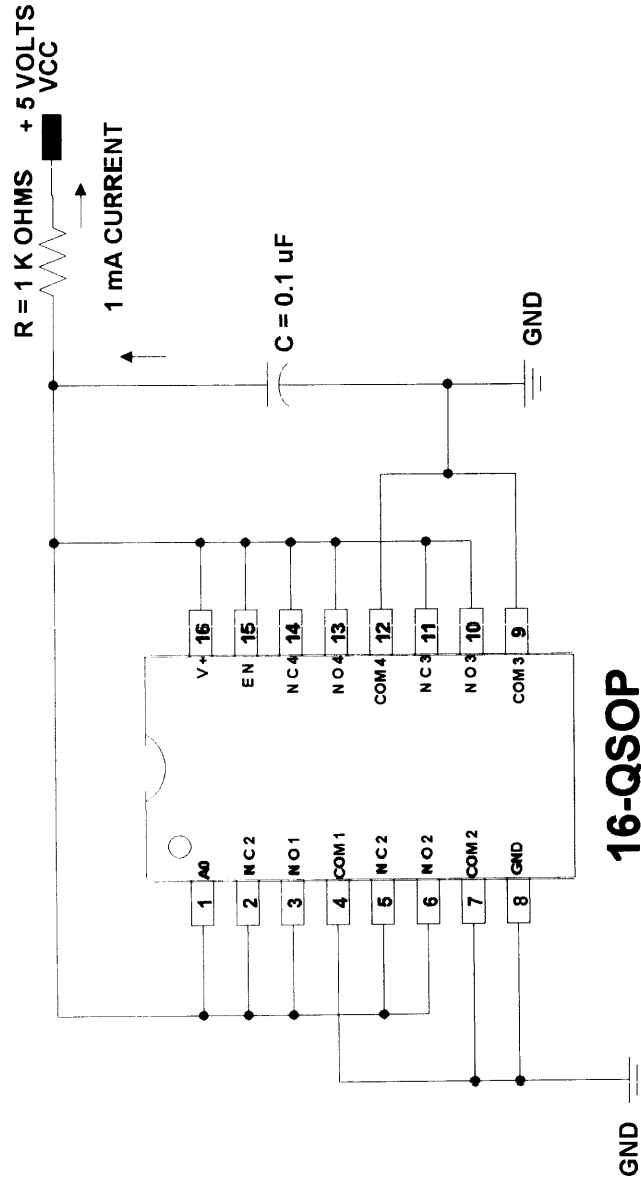 R = 1 K OHMS
+ 5 VOLTS
VCC
1 mA CURRENT
C = 0.1 uF
GND
1
A0
2
NC2
3
NO1
4
COM1
5
NC2
6
NO2
7
COM2
8
GND
V+
16
EN
15
NC4
14
NO4
13
COM4
12
NC3
11
NO3
10
COM3
9
16-QSOP
GND